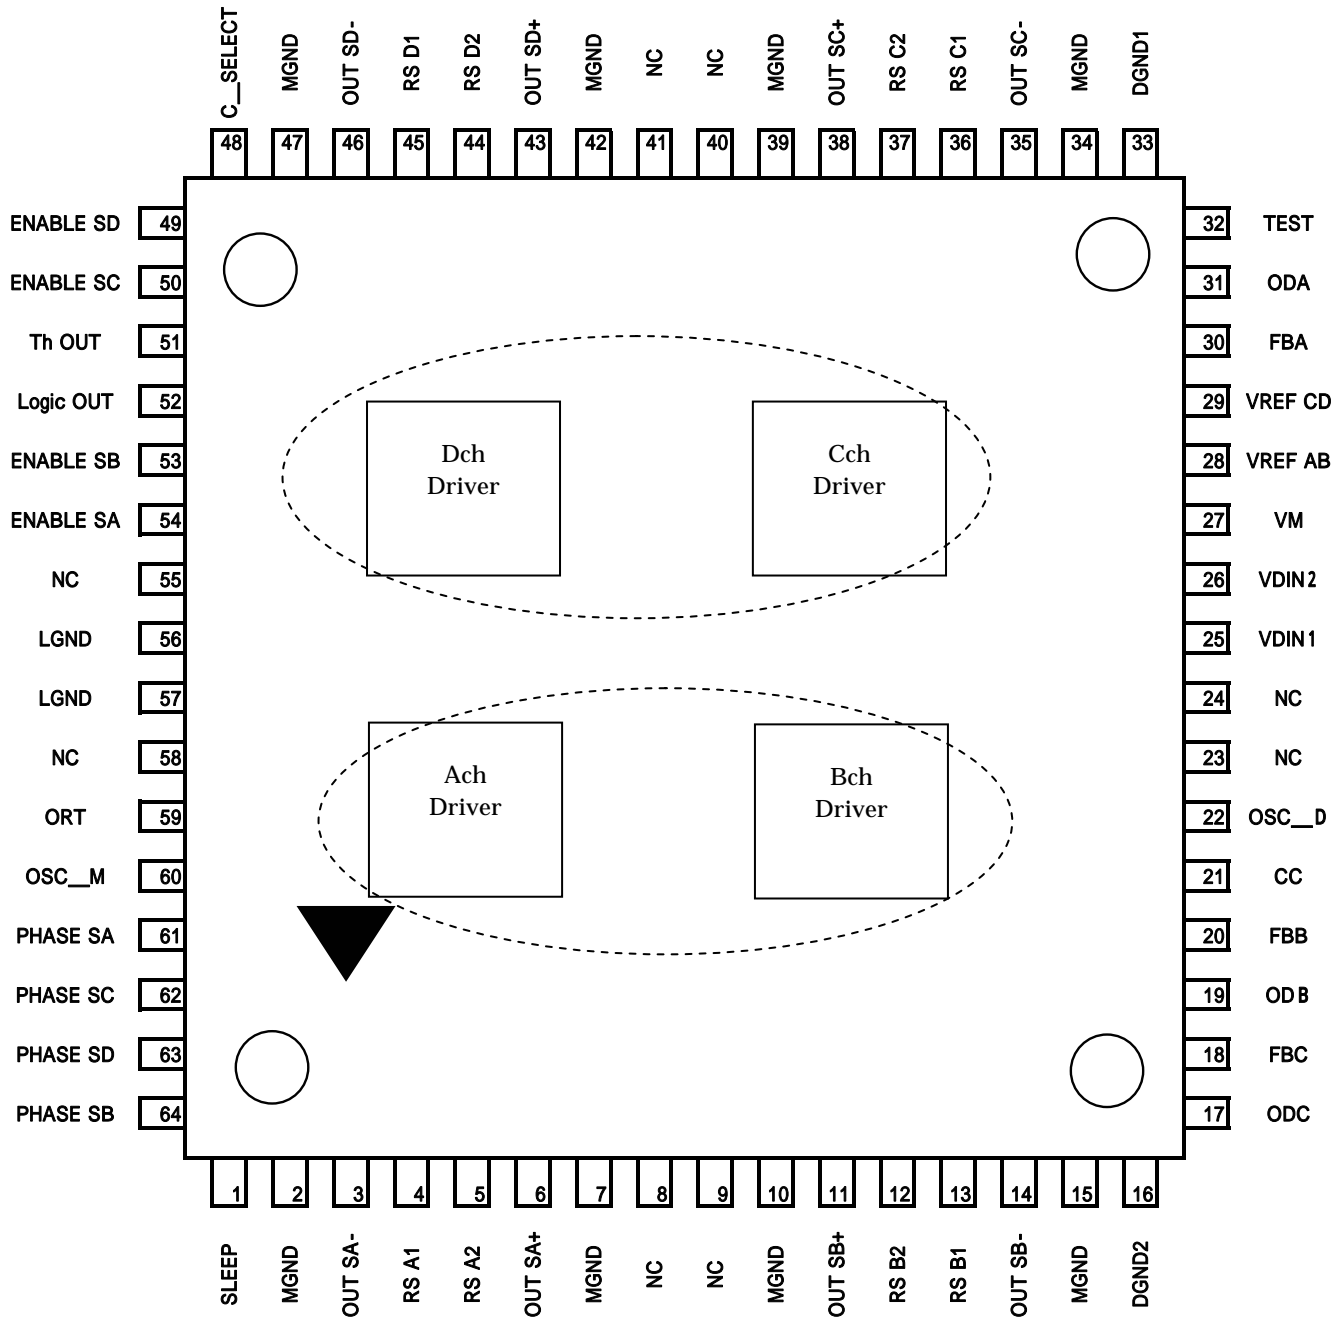 C__SELECT
MGND
OUT SD-
RS D1
RS D2
OUT SD+
MGND
NC
NC
MGND
OUT SC+
RS C2
RS C1
OUT SC-
MGND
DGND1
48 47 46 45 44 43 42 41 40 39 38 37 36 35 34 33
ENABLE SD 49
32 TEST
ENABLE SC 50
31 ODA
Th OUT 51
30 FBA
Logic OUT 52
29 VREF CD
ENABLE SB 53
28 VREF AB
ENABLE SA 54
27 VM
NC 55
26 VDIN2
LGND 56
25 VDIN1
LGND 57
24 NC
NC 58
23 NC
ORT 59
22 OSC__D
OSC__M 60
21 CC
PHASE SA 61
20 FBB
PHASE SC 62
19 ODB
PHASE SD 63
18 FBC
PHASE SB 64
17 ODC
Dch
Driver
Cch
Driver
Ach
Driver
Bch
Driver
1 2 3 4 5 6 7 8 9 10 11 12 13 14 15 16
SLEEP
MGND
OUT SA-
RS A1
RS A2
OUT SA+
MGND
NC
NC
MGND
OUT SB+
RS B2
RS B1
OUT SB-
MGND
DGND2